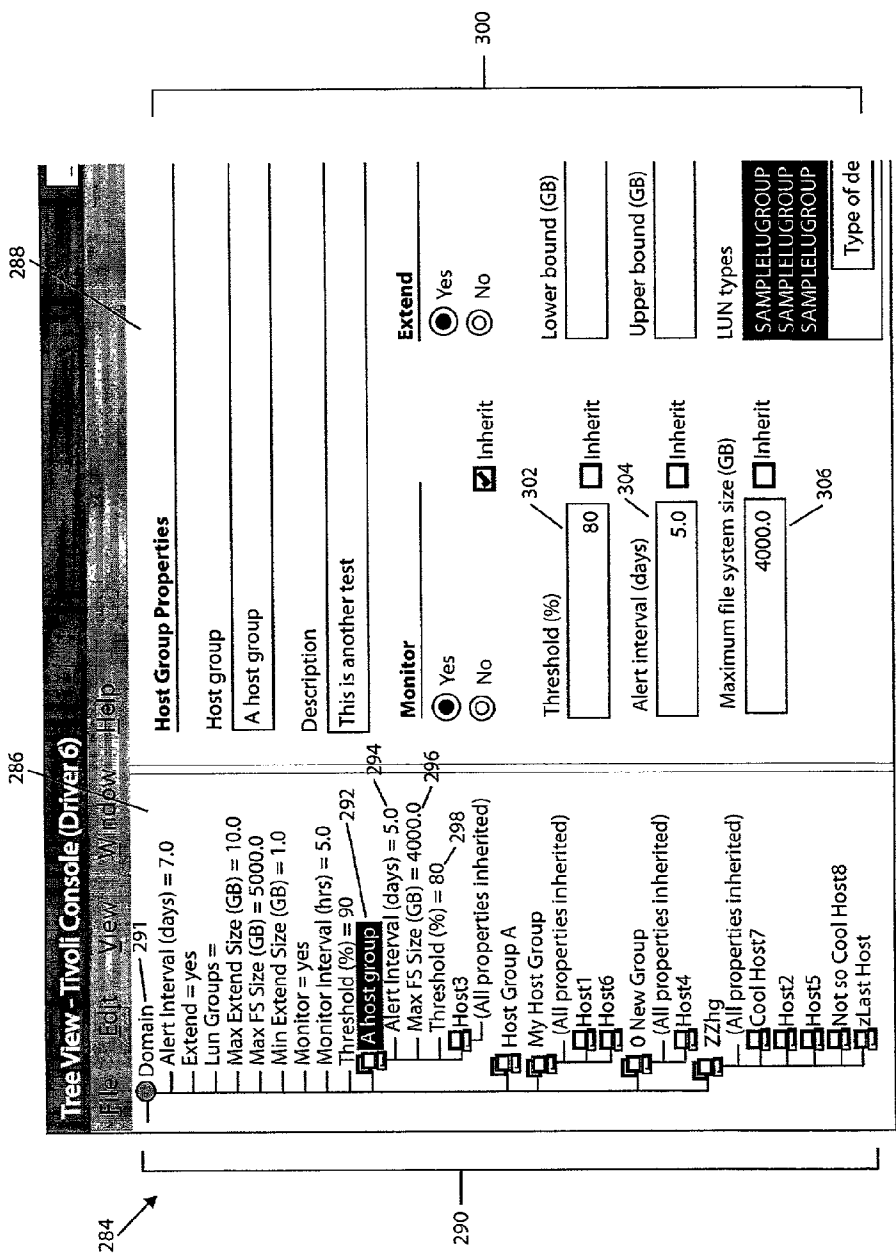 Tree View - Tivoli Console (Driver 6)
File Edit View Window Help
284
286
288
290
Domain 291
Alert Interval (days) = 7.0
Extend = yes
Lun Groups =
Max Extend Size (GB) = 10.0
Max FS Size (GB) = 5000.0
Min Extend Size (GB) = 1.0
Monitor = yes
Monitor Interval (hrs) = 5.0
Threshold (%) = 90
A host group 292
Alert Interval (days) = 5.0 294
Max FS Size (GB) = 4000.0 296
Threshold (%) = 80 298
Host3
(All properties inherited)
Host Group A
My Host Group
(All properties inherited)
Host1
Host6
0 New Group
(All properties inherited)
Host4
ZZhg
(All properties inherited)
Cool Host7
Host2
Host5
Not so Cool Host8
zLast Host
300
Host Group Properties
Host group
A host group
Description
This is another test
Monitor
Yes
No
Inherit
Threshold (%) 302
80 Inherit
Alert interval (days) 304
5.0 Inherit
Maximum file system size (GB)
4000.0 Inherit
306
Extend
Yes
No
Lower bound (GB)
Upper bound (GB)
LUN types
SAMPLELUGROUP
SAMPLELUGROUP
SAMPLELUGROUP
Type of de